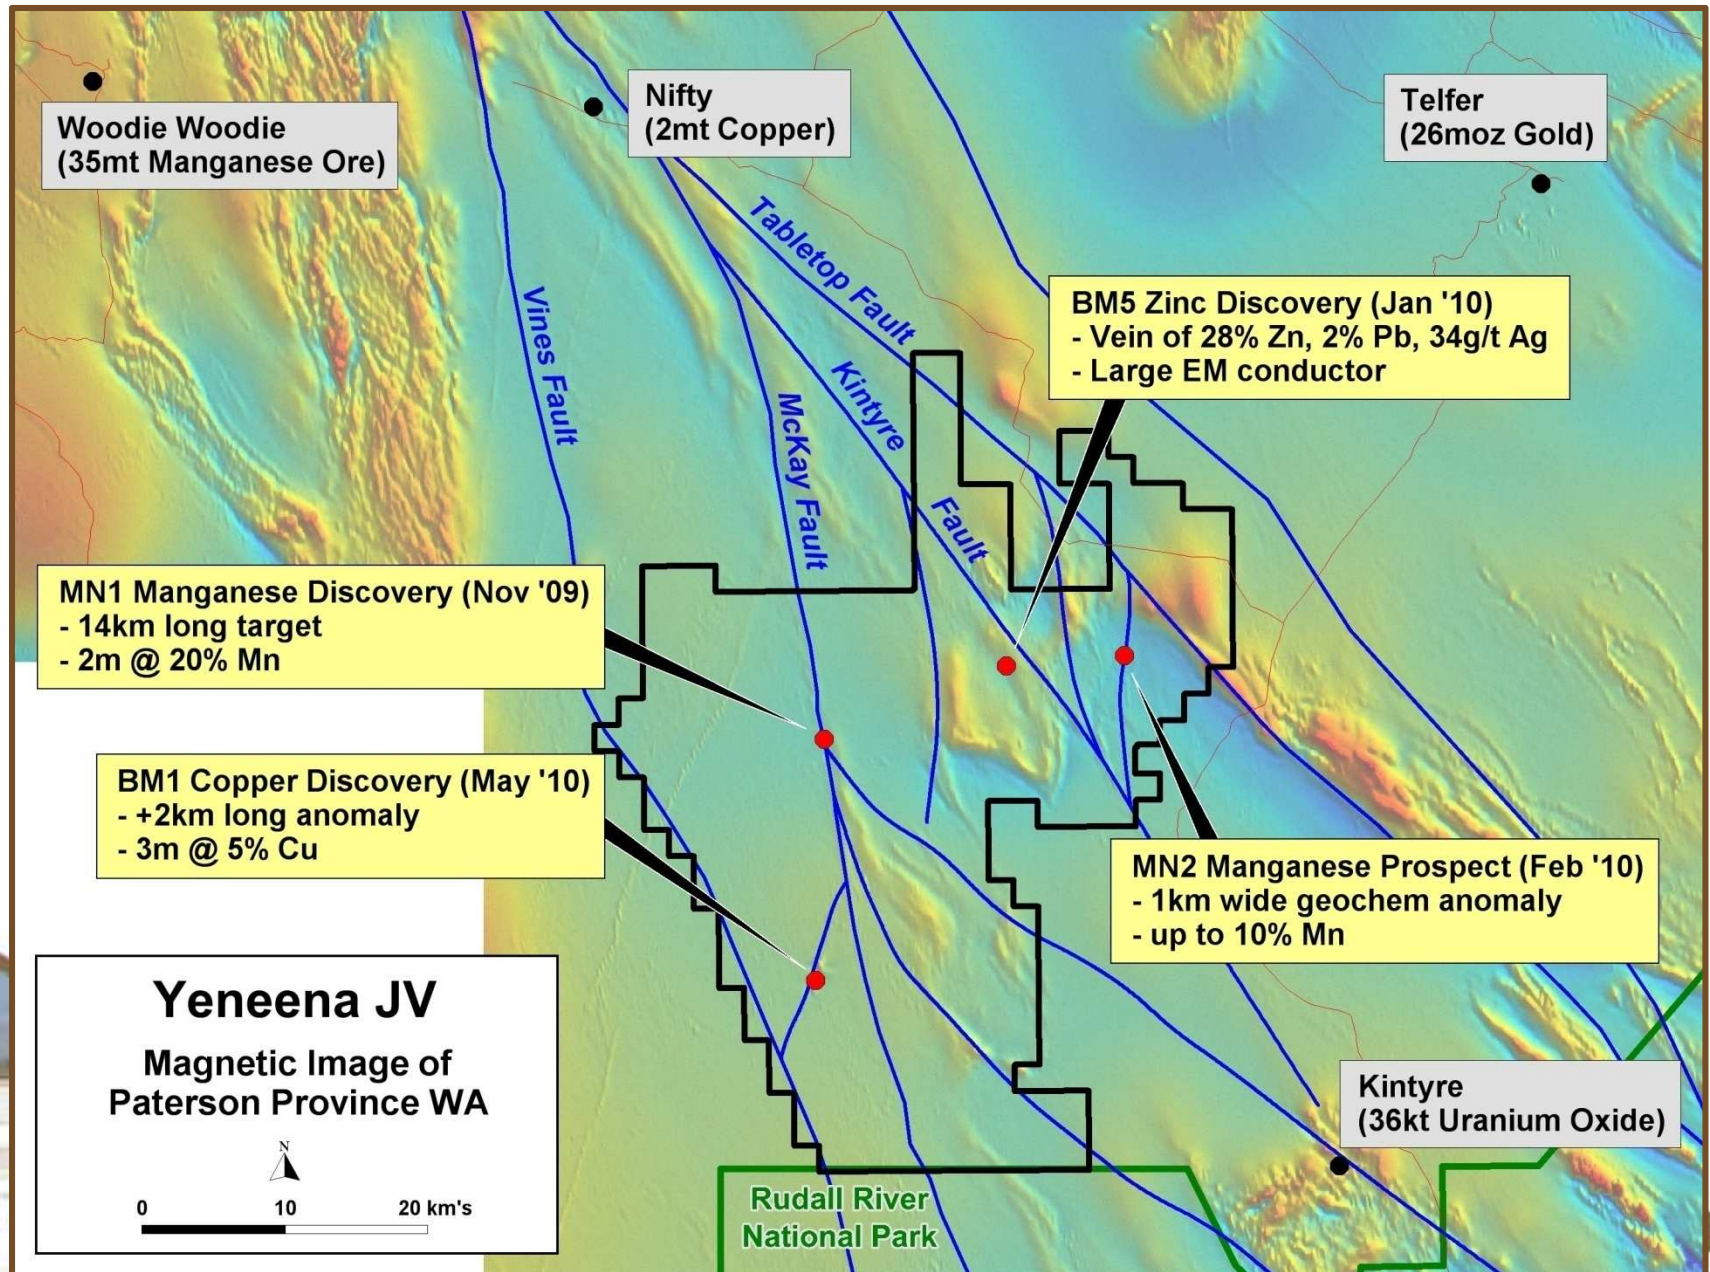 Woodie Woodie
(35mt Manganese Ore)
Nifty
(2mt Copper)
Telfer
(26moz Gold)
Tabletop Fault
Vines Fault
Kintyre
Fault
McKay Fault
BM5 Zinc Discovery (Jan '10)
- Vein of 28% Zn, 2% Pb, 34g/t Ag
- Large EM conductor
MN1 Manganese Discovery (Nov '09)
- 14km long target
- 2m @ 20% Mn
BM1 Copper Discovery (May '10)
- +2km long anomaly
- 3m @ 5% Cu
MN2 Manganese Prospect (Feb '10)
- 1km wide geochem anomaly
- up to 10% Mn
Yeneena JV
Magnetic Image of
Paterson Province WA
N
0 10 20 km's
Kintyre
(36kt Uranium Oxide)
Rudall River
National Park